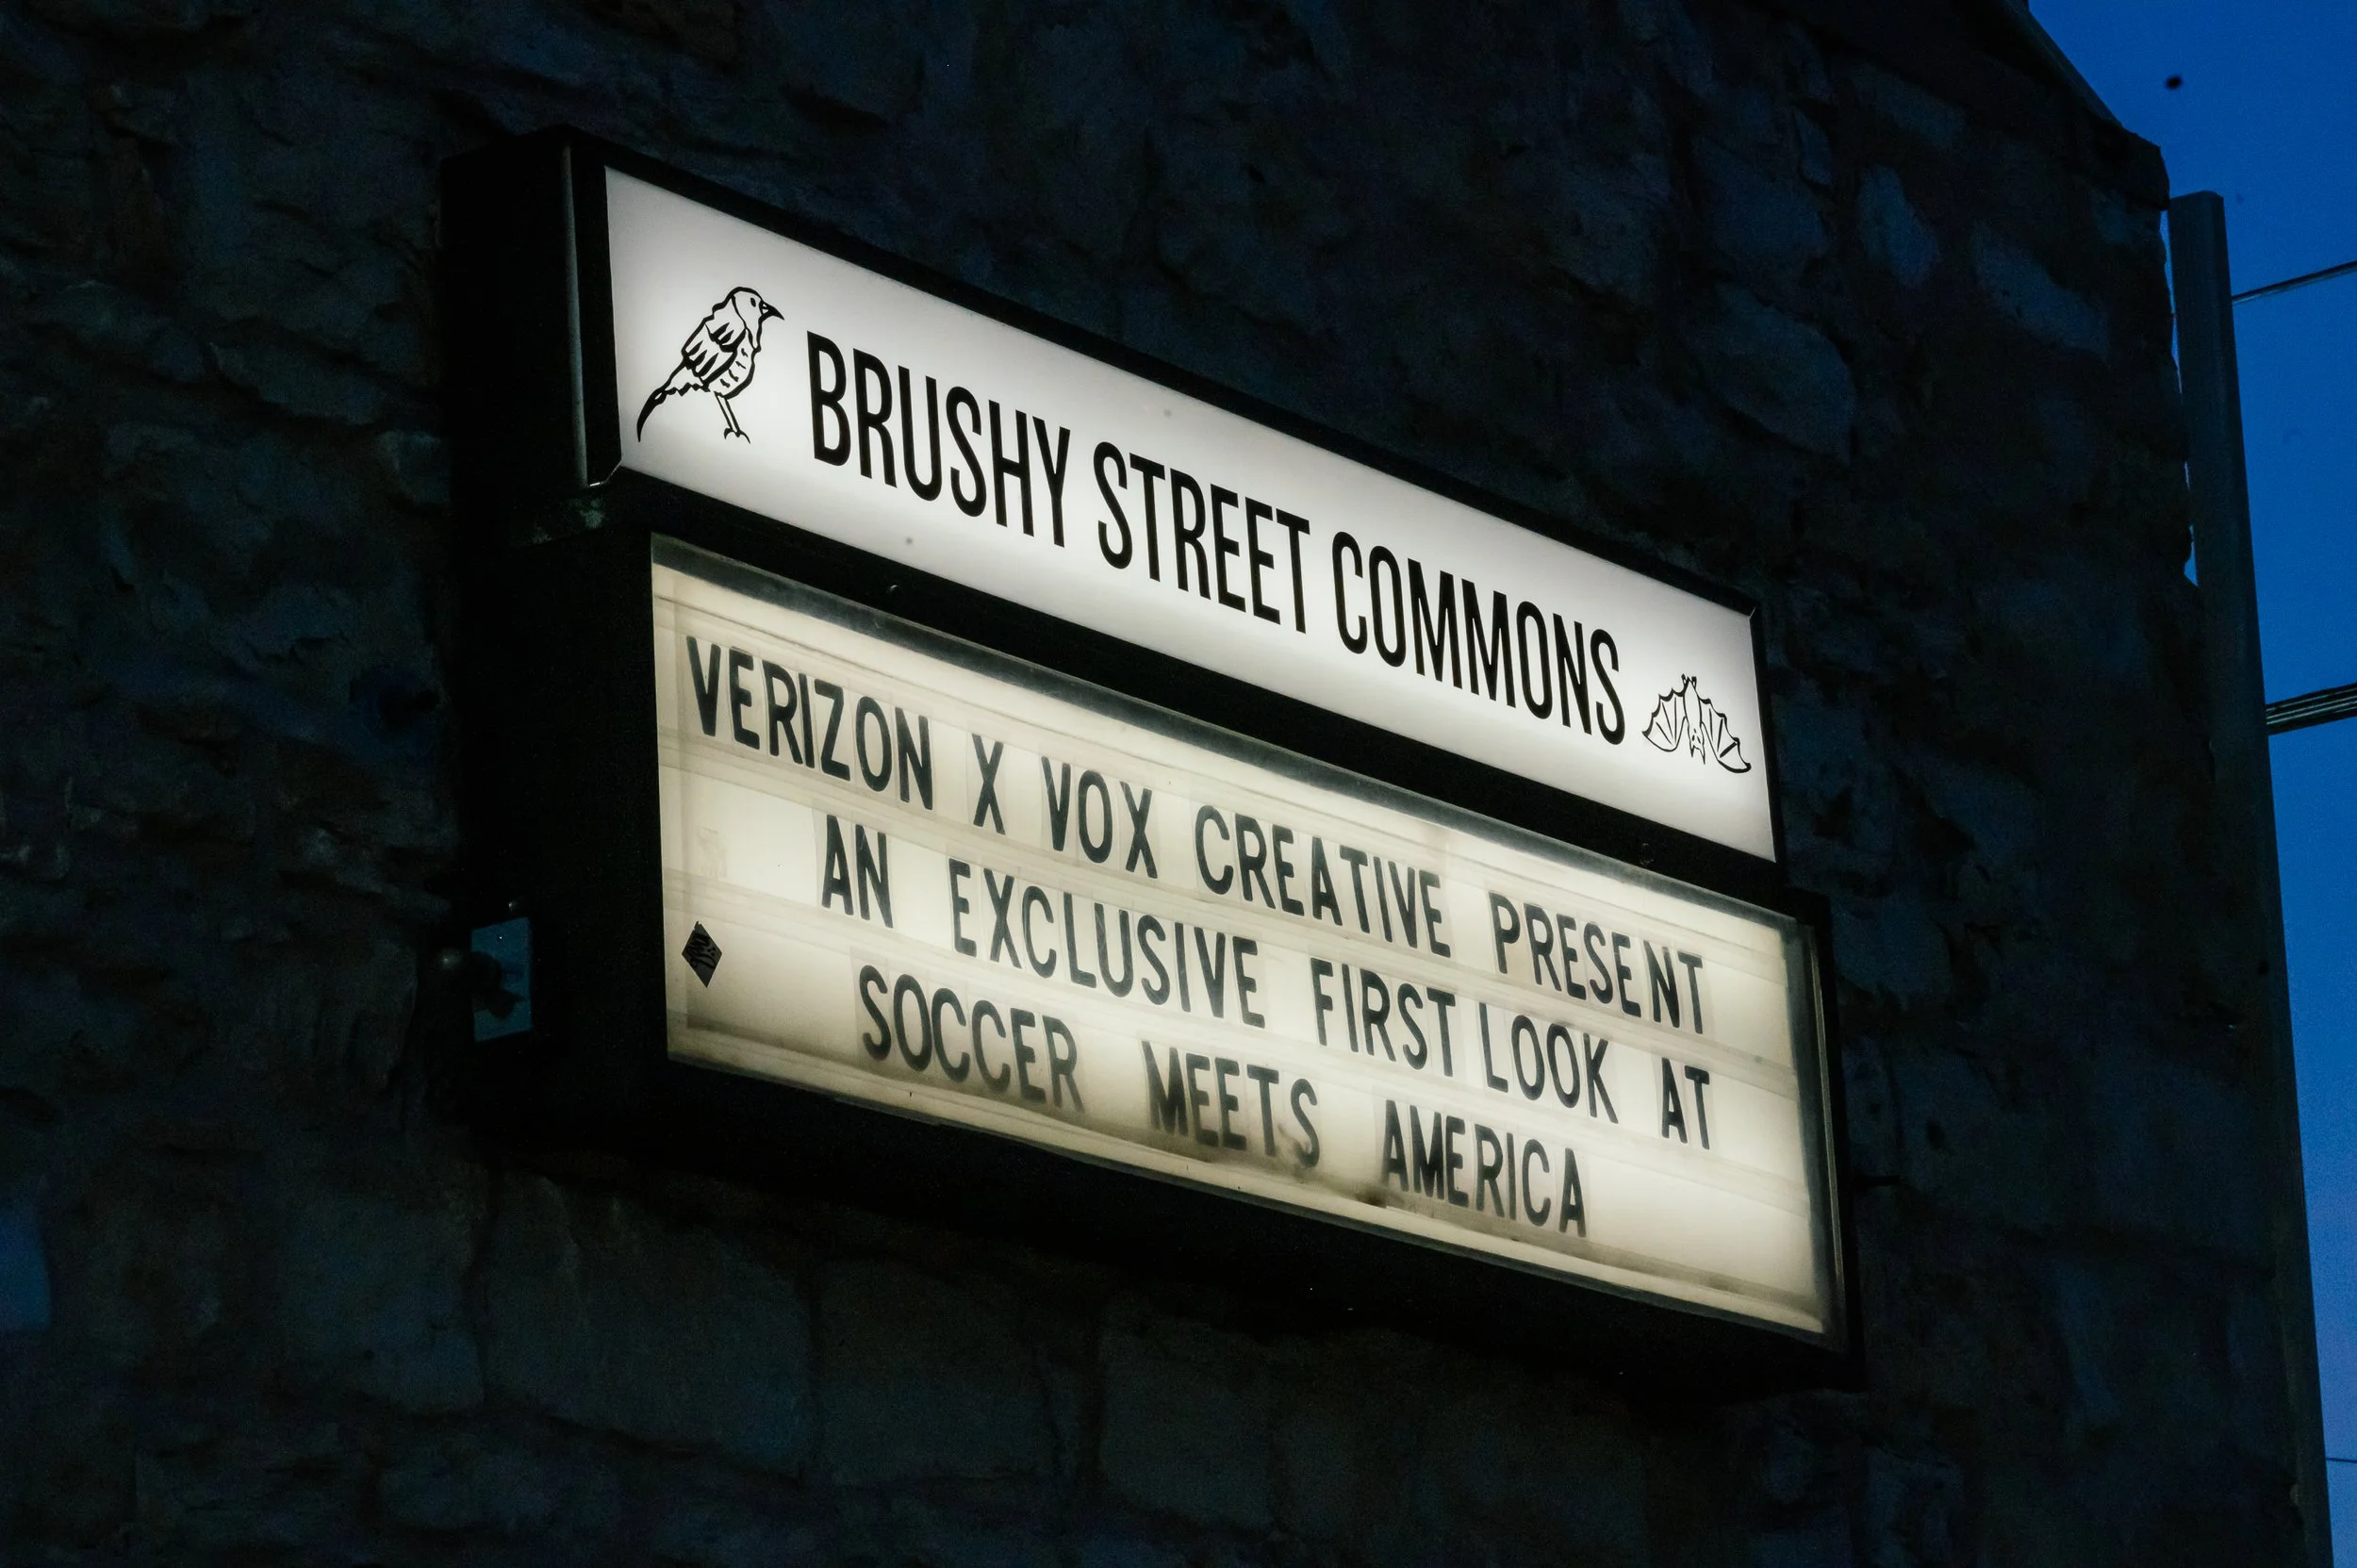 BRUSHY STREET COMMONS
VERIZON X VOX CREATIVE PRESENT
AN EXCLUSIVE FIRST LOOK AT
SOCCER MEETS AMERICA